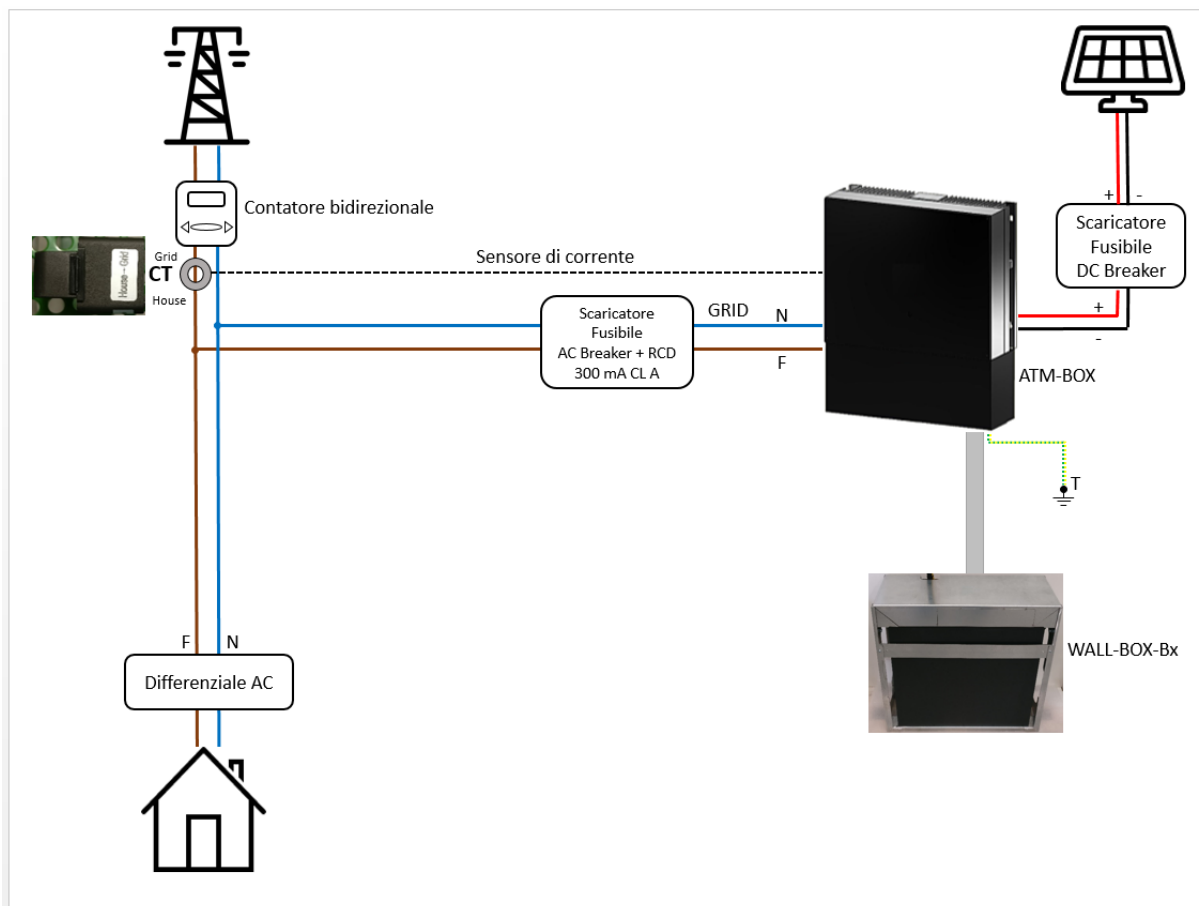 Contatore bidirezionale
Grid
CT
House
House – Grid
Sensore di corrente
+ -
Scaricatore
Fusibile
DC Breaker
+
-
Scaricatore
Fusibile
AC Breaker + RCD
300 mA CL A
GRID N
F
ATM-BOX
T
WALL-BOX-Bx
F N
Differenziale AC